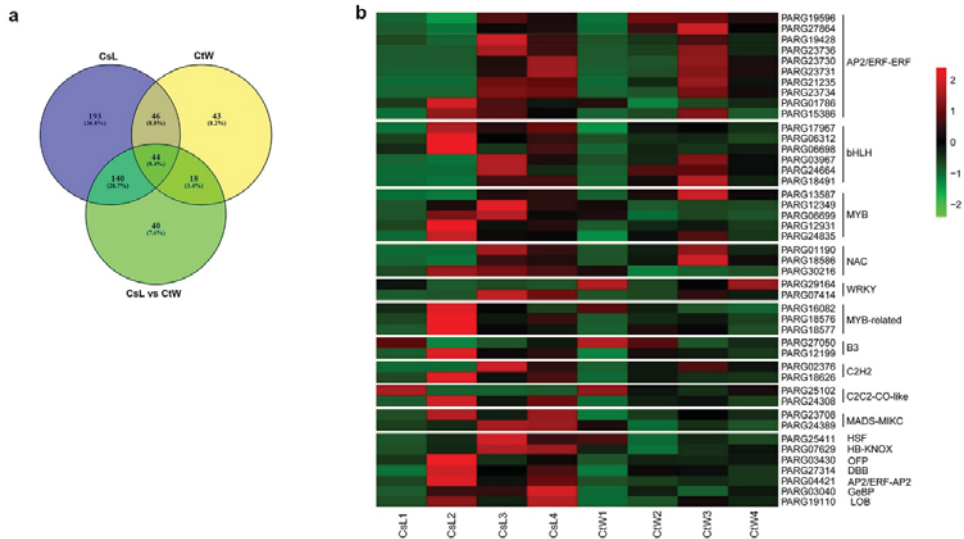 a
CsL
CtW
193
(36.8%)
46
(8.8%)
43
(8.2%)
44
(8.4%)
140
(26.7%)
18
(3.4%)
40
(7.6%)
CsL vs CtW
b
PARG19596
PARG27864
PARG19428
PARG23736
PARG23730
PARG23731
PARG21235
PARG23734
PARG01786
PARG15386
AP2/ERF-ERF
PARG17967
PARG06312
PARG06698
PARG03967
PARG24664
PARG18491
bHLH
PARG13587
PARG12349
PARG06699
PARG12931
PARG24835
MYB
PARG01190
PARG18586
PARG30216
NAC
PARG29164
PARG07414
WRKY
PARG16082
PARG18576
PARG18577
MYB-related
PARG27050
PARG12199
B3
PARG02376
PARG18626
C2H2
PARG25102
PARG24308
C2C2-CO-like
PARG23708
PARG24389
MADS-MIKC
PARG25411 HSF
PARG07629 HB-KNOX
PARG03430 OFP
PARG27314 DBB
PARG04421 AP2/ERF-AP2
PARG03040 GeBP
PARG19110 LOB
CsL1 CsL2 CsL3 CsL4 CtW1 CtW2 CtW3 CtW4
2
1
0
−1
−2